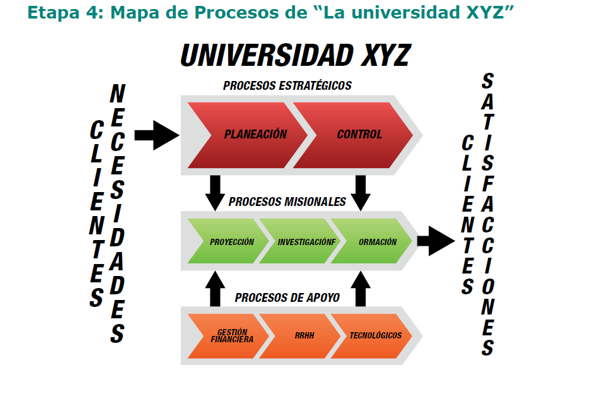 Etapa 4: Mapa de Procesos de “La universidad XYZ”
UNIVERSIDAD XYZ
CLIENTES
NECESIDADES
PROCESOS ESTRATÉGICOS
PLANEACIÓN
CONTROL
PROCESOS MISIONALES
PROYECCIÓN
INVESTIGACIÓNF
ORMACIÓN
PROCESOS DE APOYO
GESTIÓN
FINANCIERA
RRHH
TECNOLÓGICOS
CLIENTES
SATISFACCIONES